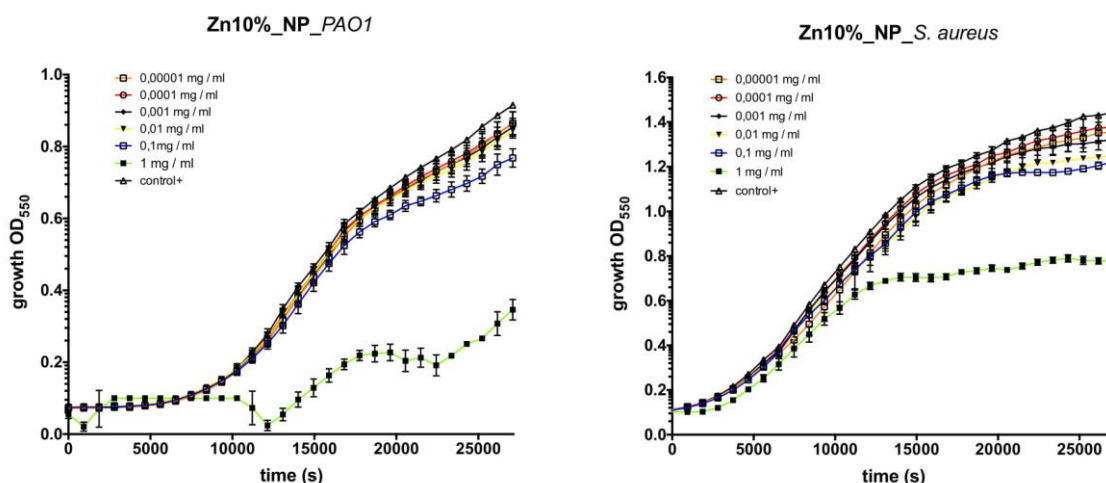 Zn10%_NP_PAO1
0,00001 mg / ml
0,0001 mg / ml
0,001 mg / ml
0,01 mg / ml
0,1mg / ml
1 mg / ml
control+
growth OD550
1.0
0.8
0.6
0.4
0.2
0.0
0
5000
10000
15000
20000
25000
time (s)
Zn10%_NP_S. aureus
0,00001 mg / ml
0,0001 mg / ml
0,001 mg / ml
0,01 mg / ml
0,1 mg / ml
1 mg / ml
control+
growth OD550
1.6
1.4
1.2
1.0
0.8
0.6
0.4
0.2
0.0
0
5000
10000
15000
20000
25000
time (s)